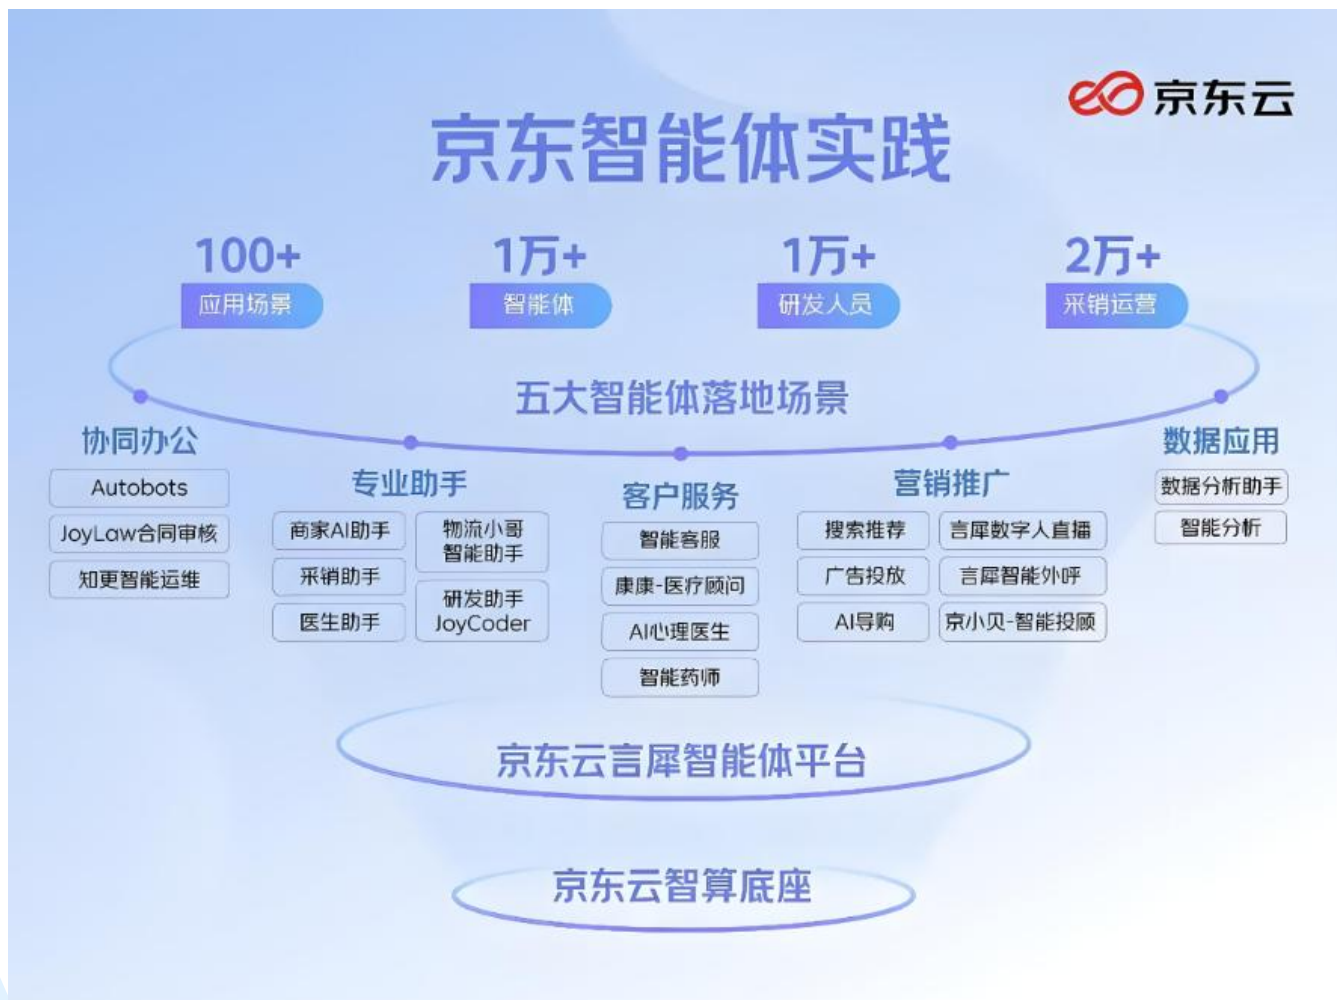 京东云
京东智能体实践
100+
应用场景
1万+
智能体
1万+
研发人员
2万+
采销运营
五大智能体落地场景
协同办公
Autobots
JoyLaw合同审核
知更智能运维
专业助手
商家AI助手
采销助手
医生助手
物流小哥
智能助手
研发助手
JoyCoder
客户服务
智能客服
康康-医疗顾问
AI心理医生
智能药师
营销推广
搜索推荐
广告投放
AI导购
言犀数字人直播
言犀智能外呼
京小贝-智能投顾
数据应用
数据分析助手
智能分析
京东云言犀智能体平台
京东云智算底座